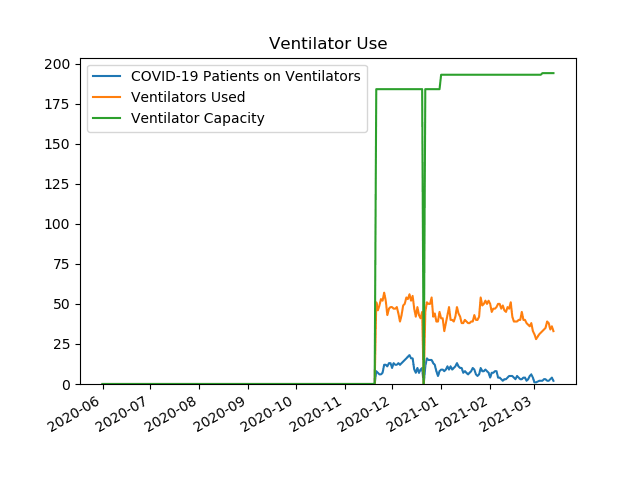 Ventilator Use
COVID-19 Patients on Ventilators
Ventilators Used
Ventilator Capacity
200
175
150
125
100
75
50
25
0
2020-06 2020-07 2020-08 2020-09 2020-10 2020-11 2020-12 2021-01 2021-02 2021-03